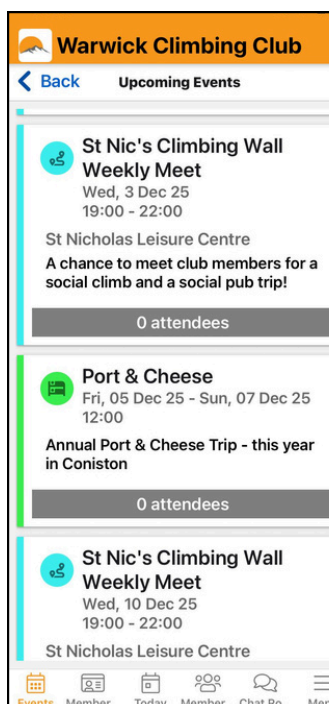 Warwick Climbing Club
Back
Upcoming Events
St Nic's Climbing Wall
Weekly Meet
Wed, 3 Dec 25
19:00 - 22:00
St Nicholas Leisure Centre
A chance to meet club members for a
social climb and a social pub trip!
0 attendees
Port & Cheese
Fri, 05 Dec 25 - Sun, 07 Dec 25
12:00
Annual Port & Cheese Trip - this year
in Coniston
0 attendees
St Nic's Climbing Wall
Weekly Meet
Wed, 10 Dec 25
19:00 - 22:00
St Nicholas Leisure Centre
Events Member Today Member Chat Ro...